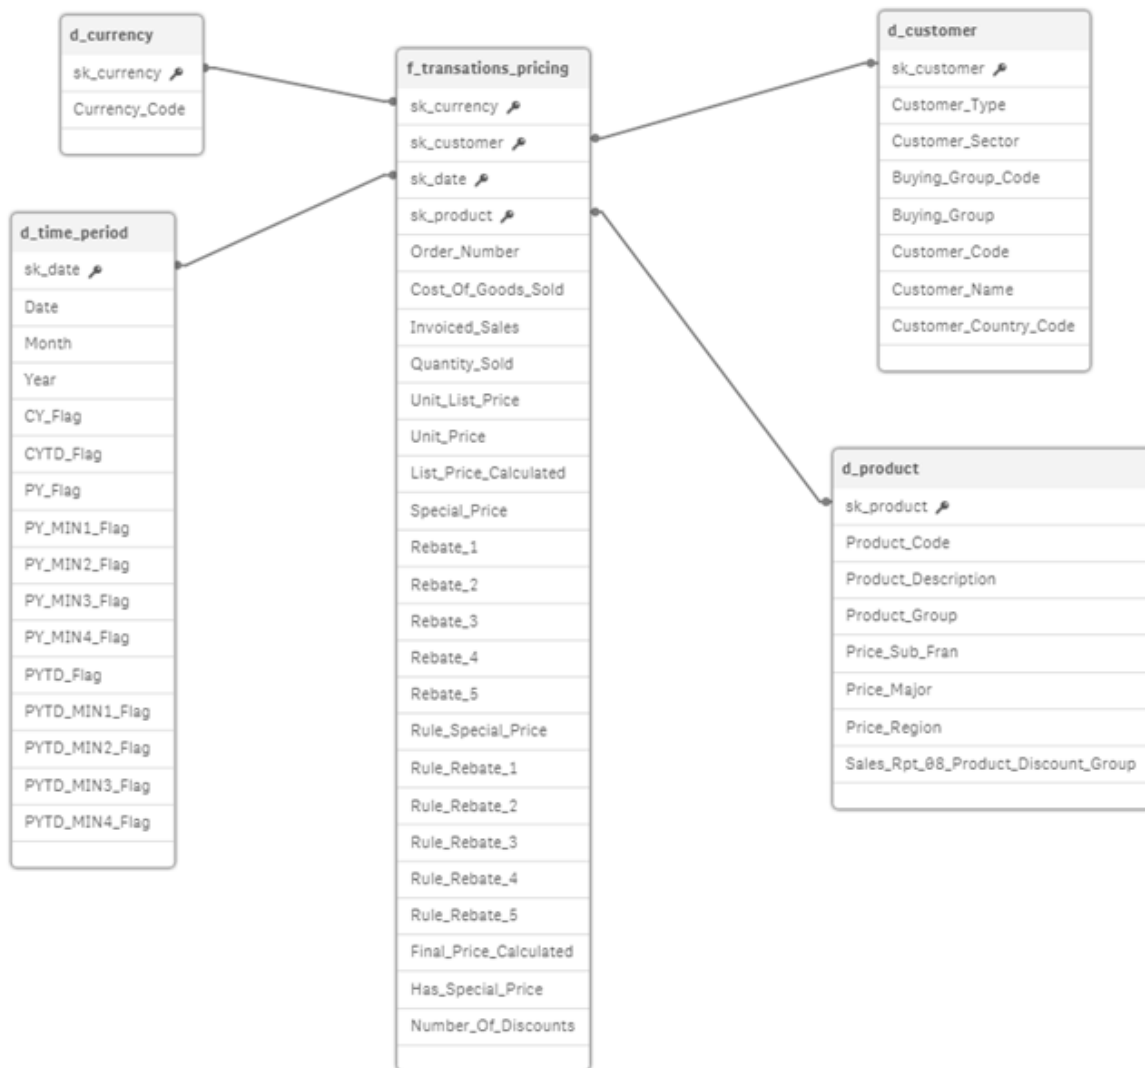 d_currency
sk_currency
Currency_Code
d_time_period
sk_date
Date
Month
Year
CY_Flag
CYTD_Flag
PY_Flag
PY_MIN1_Flag
PY_MIN2_Flag
PY_MIN3_Flag
PY_MIN4_Flag
PYTD_Flag
PYTD_MIN1_Flag
PYTD_MIN2_Flag
PYTD_MIN3_Flag
PYTD_MIN4_Flag
f_transations_pricing
sk_currency
sk_customer
sk_date
sk_product
Order_Number
Cost_Of_Goods_Sold
Invoiced_Sales
Quantity_Sold
Unit_List_Price
Unit_Price
List_Price_Calculated
Special_Price
Rebate_1
Rebate_2
Rebate_3
Rebate_4
Rebate_5
Rule_Special_Price
Rule_Rebate_1
Rule_Rebate_2
Rule_Rebate_3
Rule_Rebate_4
Rule_Rebate_5
Final_Price_Calculated
Has_Special_Price
Number_Of_Discounts
d_customer
sk_customer
Customer_Type
Customer_Sector
Buying_Group_Code
Buying_Group
Customer_Code
Customer_Name
Customer_Country_Code
d_product
sk_product
Product_Code
Product_Description
Product_Group
Price_Sub_Fran
Price_Major
Price_Region
Sales_Rpt_08_Product_Discount_Group